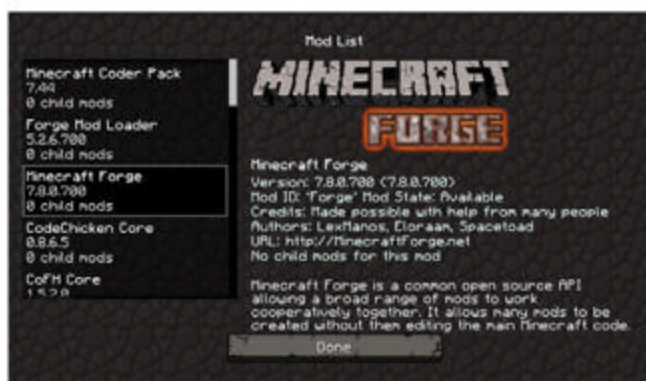 Mod List
Minecraft Coder Pack
7.44
0 child mods
Forge Mod Loader
5.2.6.700
0 child mods
Minecraft Forge
7.8.0.700
0 child mods
CodeChicken Core
0.8.6.5
0 child mods
CoFH Core
1.5.2.0
MINECRAFT
FORGE
Minecraft Forge
Version: 7.8.0.700 (7.8.0.700)
Mod ID: 'Forge' Mod State: Available
Credits: Made possible with help from many people
Authors: LexManos, Eloraam, Spacetoad
URL: http://MinecraftForge.net
No child mods for this mod
Minecraft Forge is a common open source API
allowing a broad range of mods to work
cooperatively together. It allows many mods to be
created without them editing the main Minecraft code.
Done